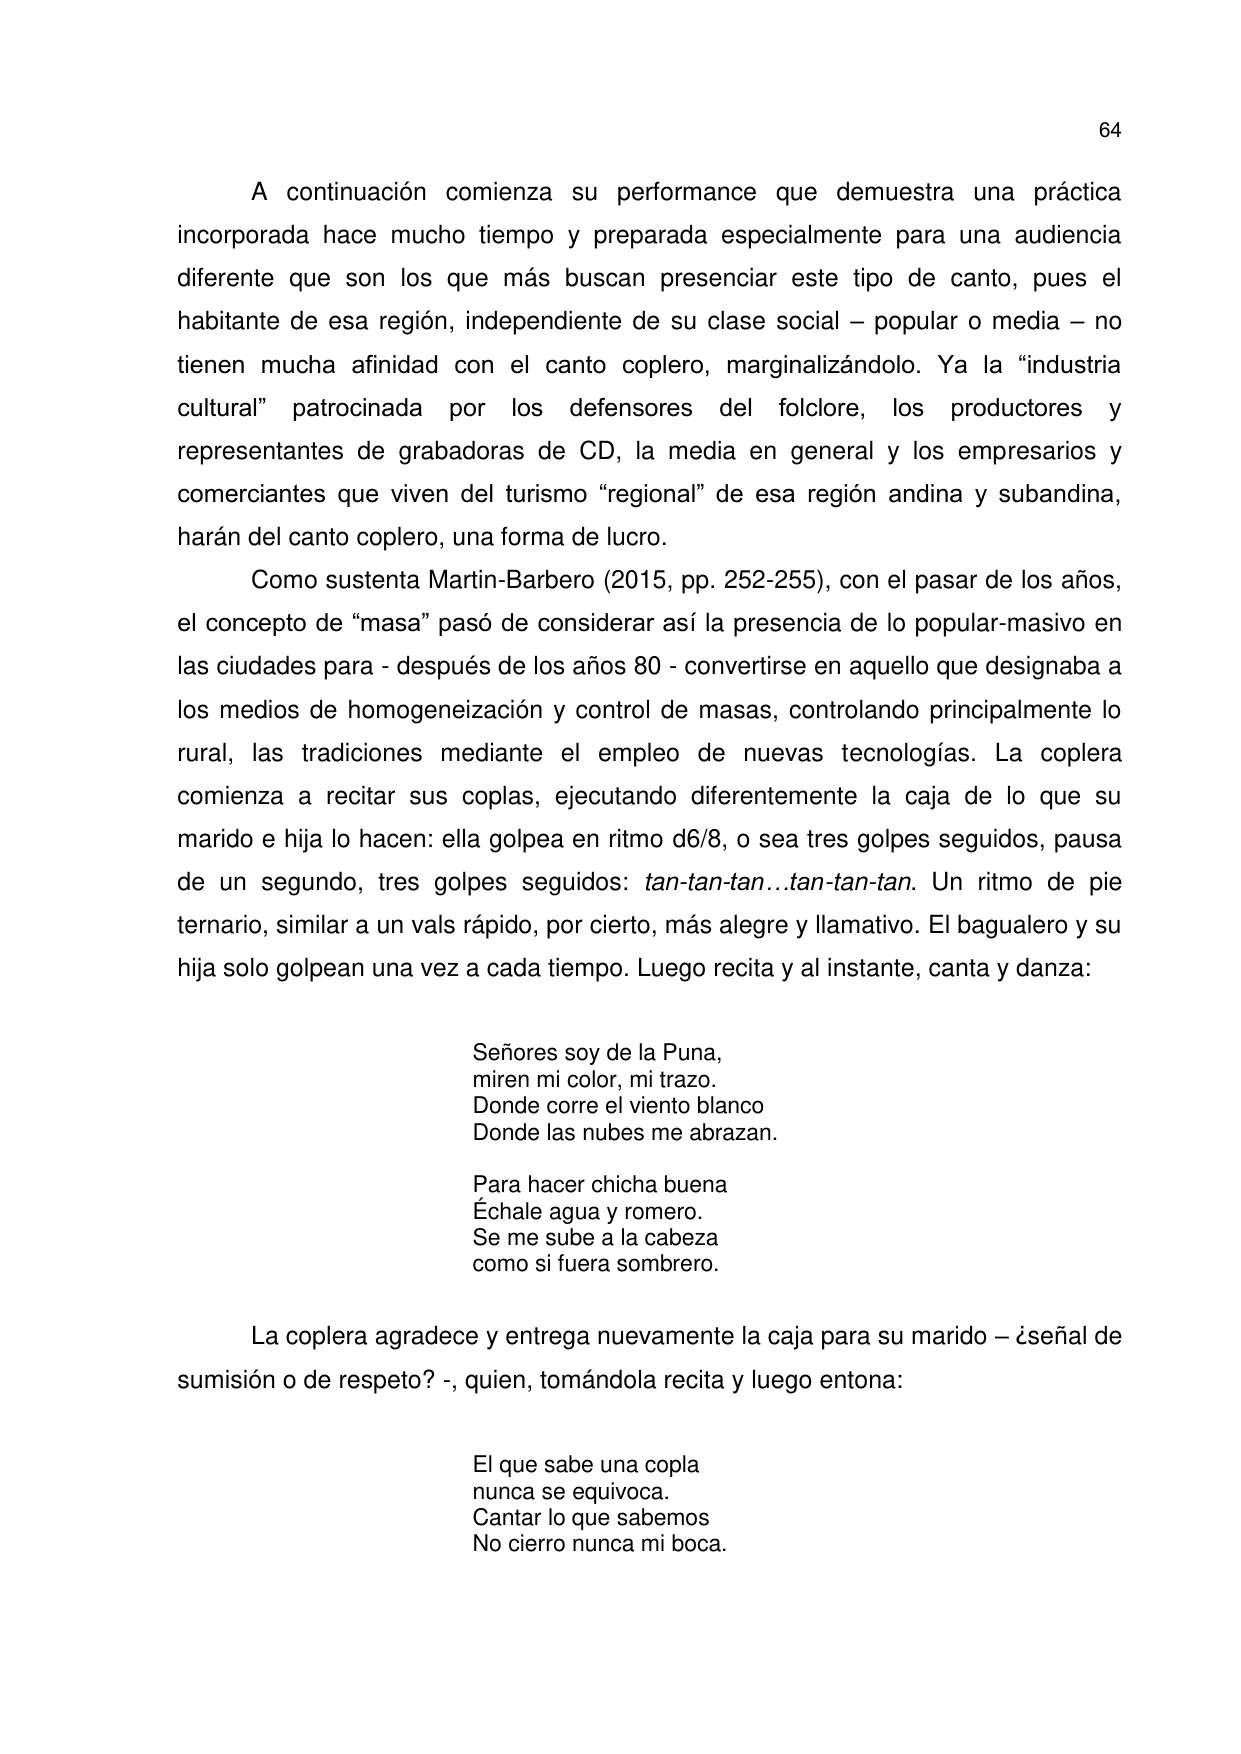 64
A continuación comienza su performance que demuestra una práctica
incorporada hace mucho tiempo y preparada especialmente para una audiencia
diferente que son los que más buscan presenciar este tipo de canto, pues el
habitante de esa región, independiente de su clase social – popular o media – no
tienen mucha afinidad con el canto coplero, marginalizándolo. Ya la “industria
cultural” patrocinada por los defensores del folclore, los productores y
representantes de grabadoras de CD, la media en general y los empresarios y
comerciantes que viven del turismo “regional” de esa región andina y subandina,
harán del canto coplero, una forma de lucro.
Como sustenta Martin-Barbero (2015, pp. 252-255), con el pasar de los años,
el concepto de “masa” pasó de considerar así la presencia de lo popular-masivo en
las ciudades para - después de los años 80 - convertirse en aquello que designaba a
los medios de homogeneización y control de masas, controlando principalmente lo
rural, las tradiciones mediante el empleo de nuevas tecnologías. La coplera
comienza a recitar sus coplas, ejecutando diferentemente la caja de lo que su
marido e hija lo hacen: ella golpea en ritmo d6/8, o sea tres golpes seguidos, pausa
de un segundo, tres golpes seguidos: tan-tan-tan…tan-tan-tan. Un ritmo de pie
ternario, similar a un vals rápido, por cierto, más alegre y llamativo. El bagualero y su
hija solo golpean una vez a cada tiempo. Luego recita y al instante, canta y danza:
Señores soy de la Puna,
miren mi color, mi trazo.
Donde corre el viento blanco
Donde las nubes me abrazan.
Para hacer chicha buena
Échale agua y romero.
Se me sube a la cabeza
como si fuera sombrero.
La coplera agradece y entrega nuevamente la caja para su marido – ¿señal de
sumisión o de respeto? -, quien, tomándola recita y luego entona:
El que sabe una copla
nunca se equivoca.
Cantar lo que sabemos
No cierro nunca mi boca.